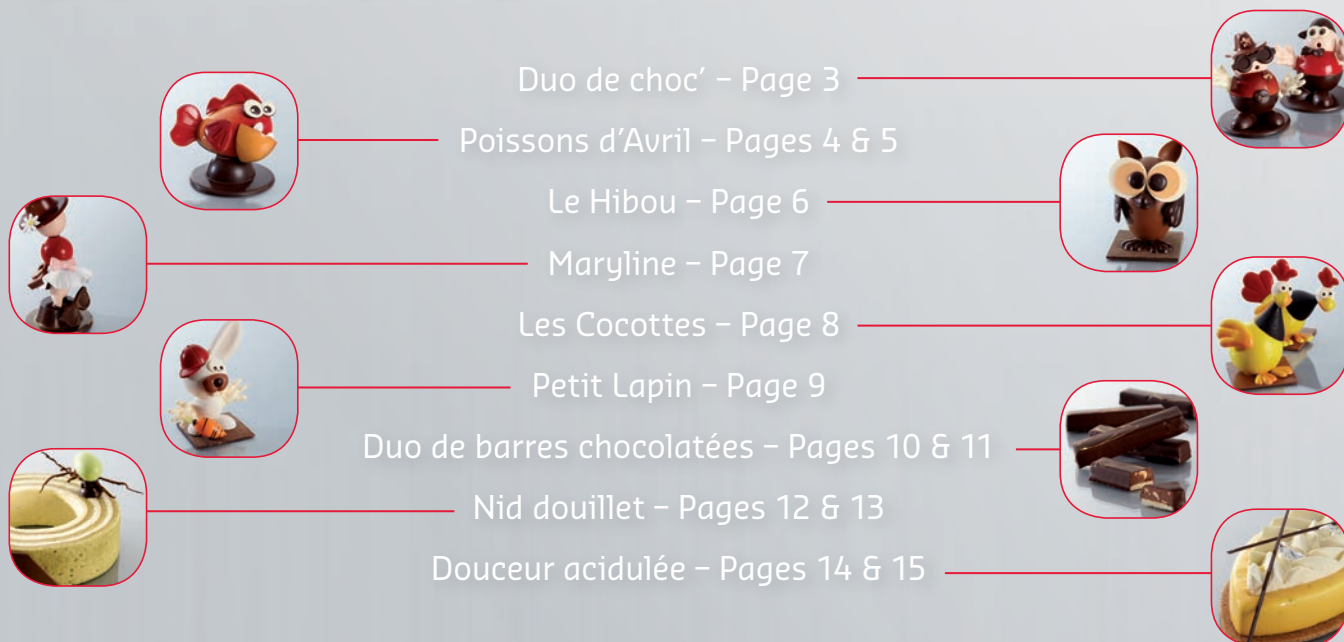 Duo de choc’ – Page 3
Poissons d’Avril – Pages 4 & 5
Le Hibou – Page 6
Maryline – Page 7
Les Cocottes – Page 8
Petit Lapin – Page 9
Duo de barres chocolatées – Pages 10 & 11
Nid douillet – Pages 12 & 13
Douceur acidulée – Pages 14 & 15